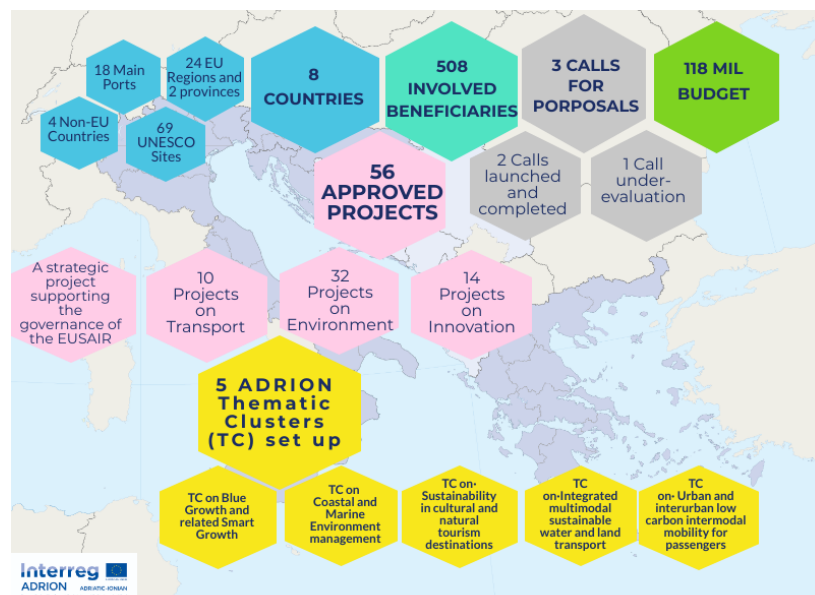 18 Main
Ports
24 EU
Regions and
2 provinces
4 Non-EU
Countries
69
UNESCO
Sites
8
COUNTRIES
508
INVOLVED
BENEFICIARIES
3 CALLS
FOR
PORPOSALS
118 MIL
BUDGET
56
APPROVED
PROJECTS
2 Calls
launched
and
completed
1 Call
under-
evaluation
A strategic
project
supporting
the
governance of
the EUSAIR
10
Projects
on
Transport
32
Projects
on
Environment
14
Projects
on
Innovation
5 ADRION
Thematic
Clusters
(TC) set up
TC on Blue
Growth and
related Smart
Growth
TC on
Coastal and
Marine
Environment
management
TC on·
Sustainability
in cultural and
natural
tourism
destinations
TC
on·Integrated
multimodal
sustainable
water and land
transport
TC
on· Urban and
interurban low
carbon intermodal
mobility for
passengers
Interreg
ADRION ADRIATIC-IONIAN